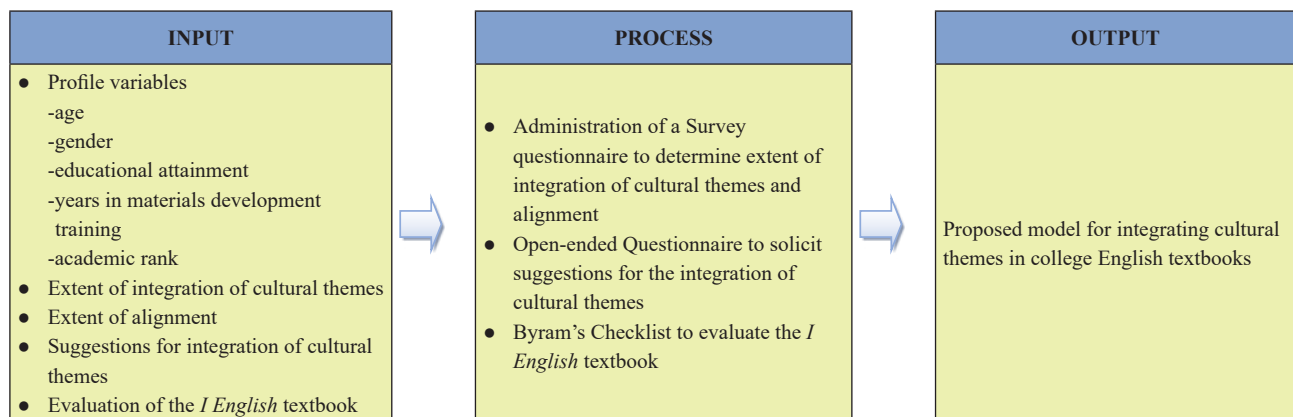 INPUT
● Profile variables
-age
-gender
-educational attainment
-years in materials development
training
-academic rank
● Extent of integration of cultural themes
● Extent of alignment
● Suggestions for integration of cultural
themes
● Evaluation of the I English textbook
PROCESS
● Administration of a Survey
questionnaire to determine extent of
integration of cultural themes and
alignment
● Open-ended Questionnaire to solicit
suggestions for the integration of
cultural themes
● Byram’s Checklist to evaluate the I
English textbook
OUTPUT
Proposed model for integrating cultural
themes in college English textbooks